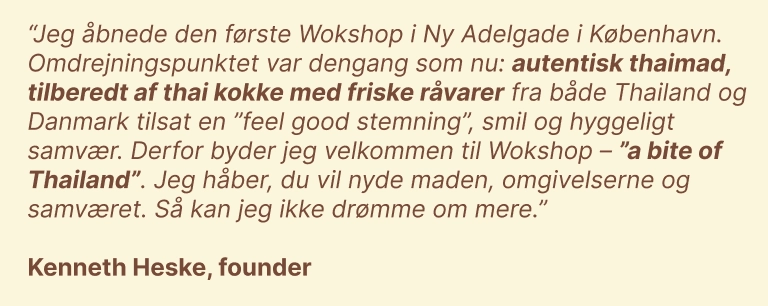 “Jeg åbnede den første Wokshop i Ny Adelgade i København.
Omdrejningspunktet var dengang som nu: autentisk thaimad,
tilberedt af thai kokke med friske råvarer fra både Thailand og
Danmark tilsat en ”feel good stemning”, smil og hyggeligt
samvær. Derfor byder jeg velkommen til Wokshop – ”a bite of
Thailand”. Jeg håber, du vil nyde maden, omgivelserne og
samværet. Så kan jeg ikke drømme om mere.”
Kenneth Heske, founder